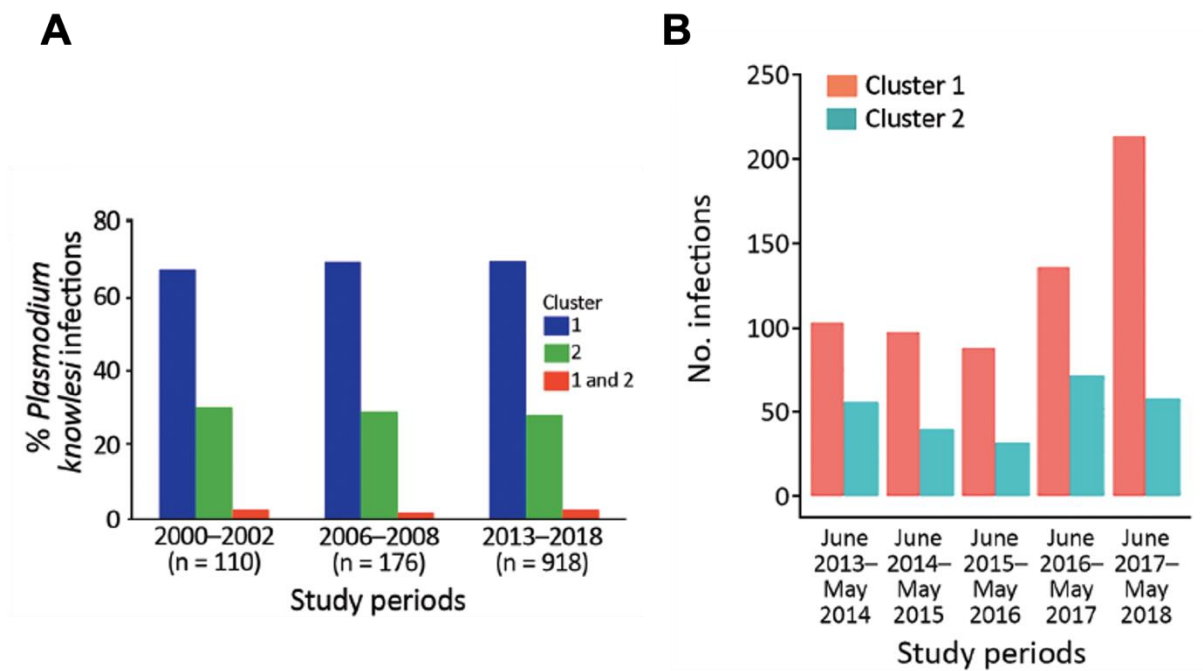 A
% Plasmodium
knowlesi infections
80
60
40
20
0
Cluster
1
2
1 and 2
2000–2002
(n = 110)
2006–2008
(n = 176)
2013–2018
(n = 918)
Study periods
B
No. infections
250
200
150
100
50
0
Cluster 1
Cluster 2
June
2013–
May
2014
June
2014–
May
2015
June
2015–
May
2016
June
2016–
May
2017
June
2017–
May
2018
Study periods